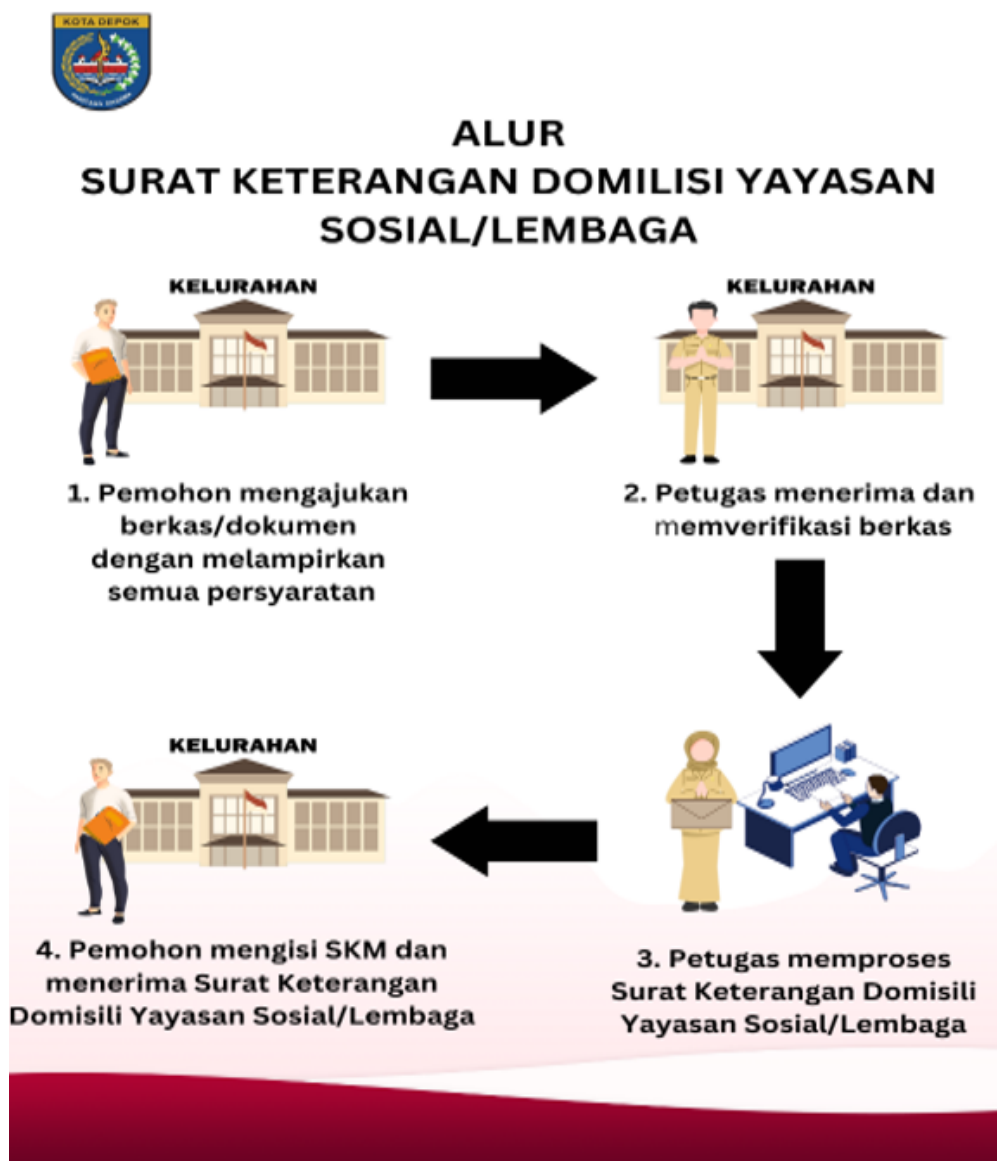 KOTA DEPOK
ALUR
SURAT KETERANGAN DOMILISI YAYASAN
SOSIAL/LEMBAGA
KELURAHAN
1. Pemohon mengajukan
berkas/dokumen
dengan melampirkan
semua persyaratan
KELURAHAN
2. Petugas menerima dan
memverifikasi berkas
3. Petugas memproses
Surat Keterangan Domisili
Yayasan Sosial/Lembaga
KELURAHAN
4. Pemohon mengisi SKM dan
menerima Surat Keterangan
Domisili Yayasan Sosial/Lembaga